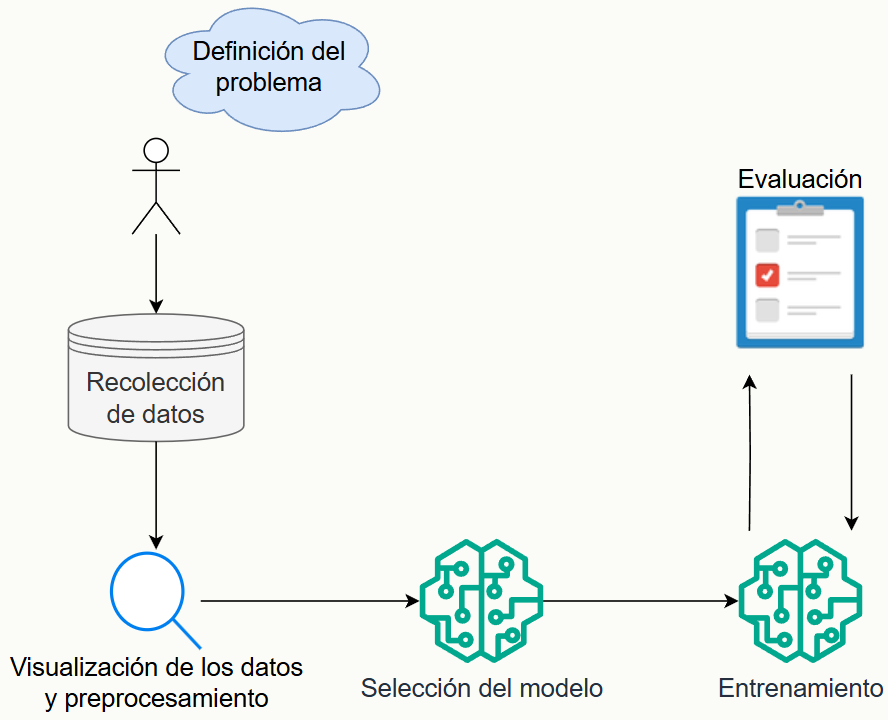 Definición del
problema
Evaluación
Recolección
de datos
Visualización de los datos
y preprocesamiento
Selección del modelo
Entrenamiento